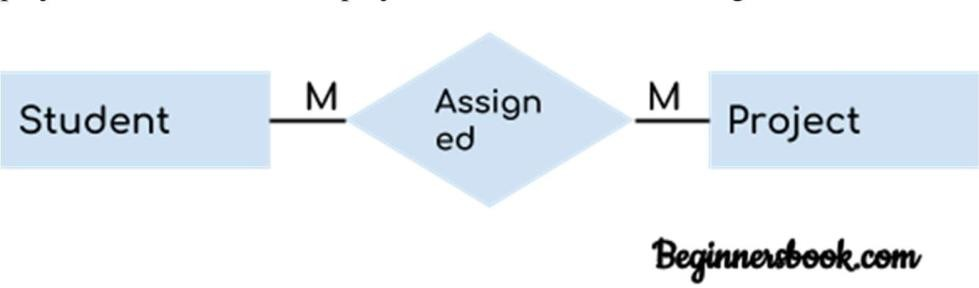 Student
M
Assign
ed
M
Project
Beginnersbook.com